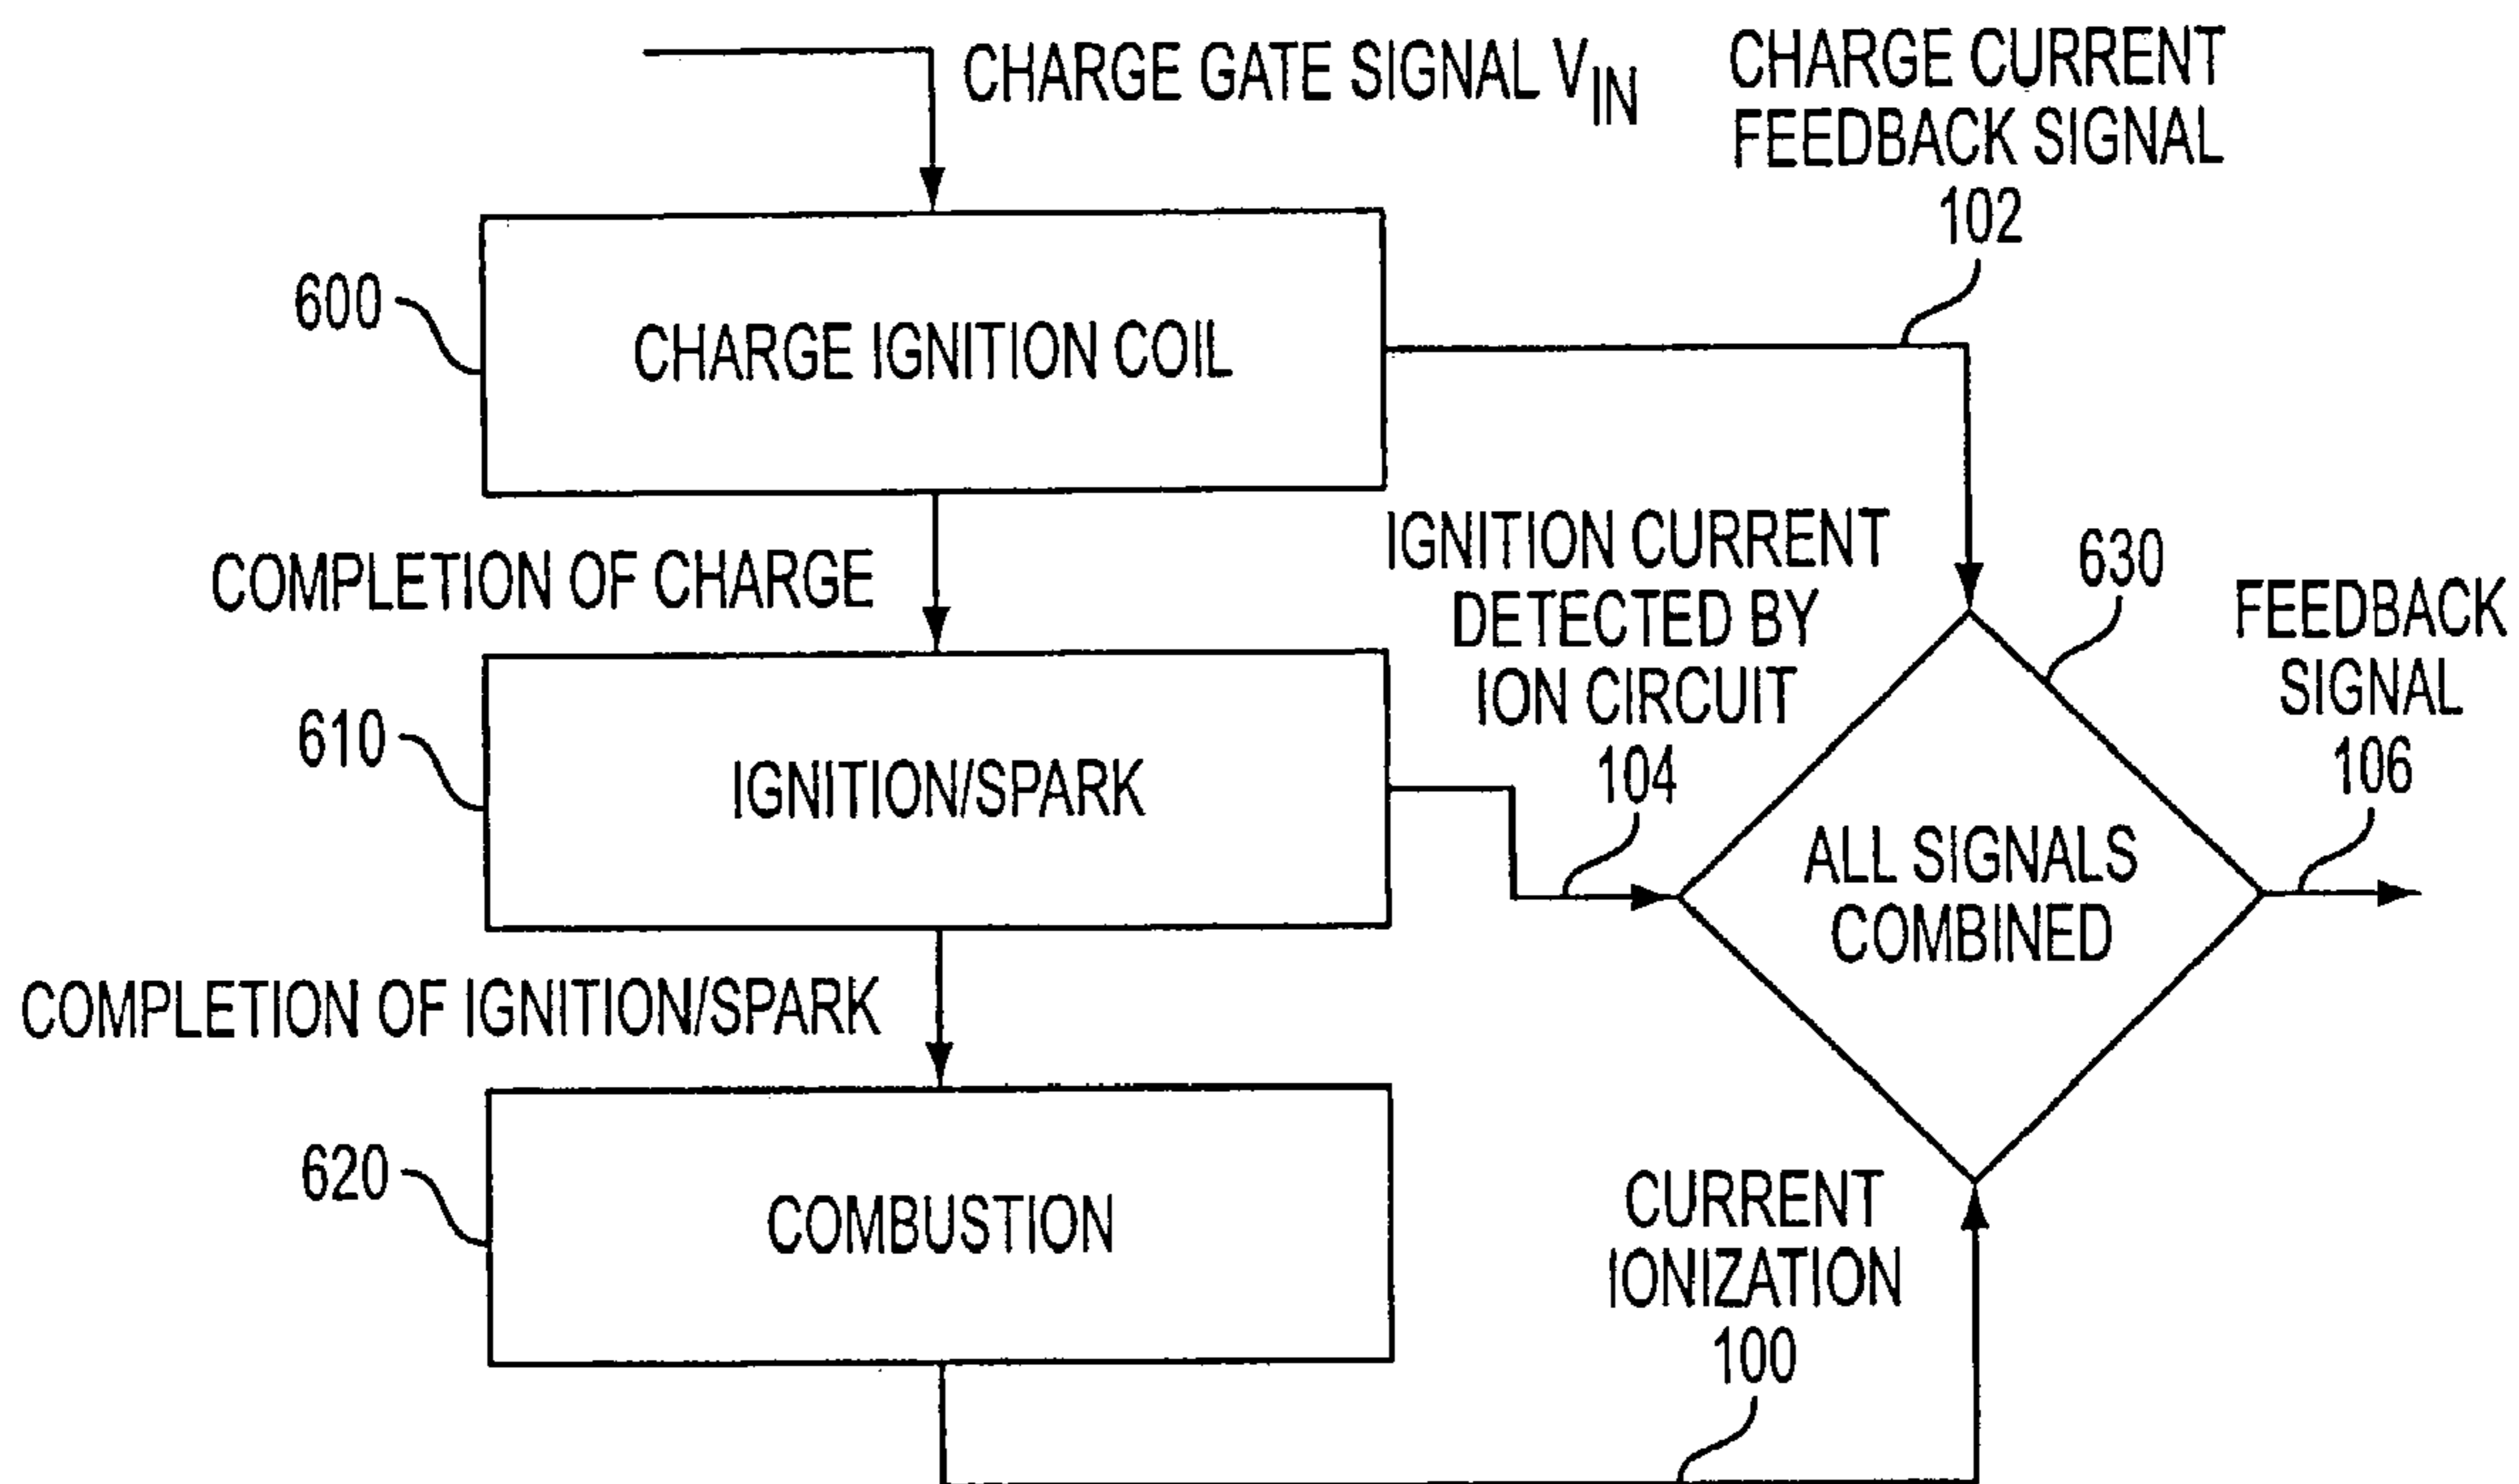 CHARGE GATE SIGNAL VIN
CHARGE CURRENT
FEEDBACK SIGNAL
102
600
CHARGE IGNITION COIL
COMPLETION OF CHARGE
IGNITION CURRENT
DETECTED BY
ION CIRCUIT
104
630
FEEDBACK
SIGNAL
106
610
IGNITION/SPARK
ALL SIGNALS
COMBINED
COMPLETION OF IGNITION/SPARK
620
COMBUSTION
CURRENT
IONIZATION
100